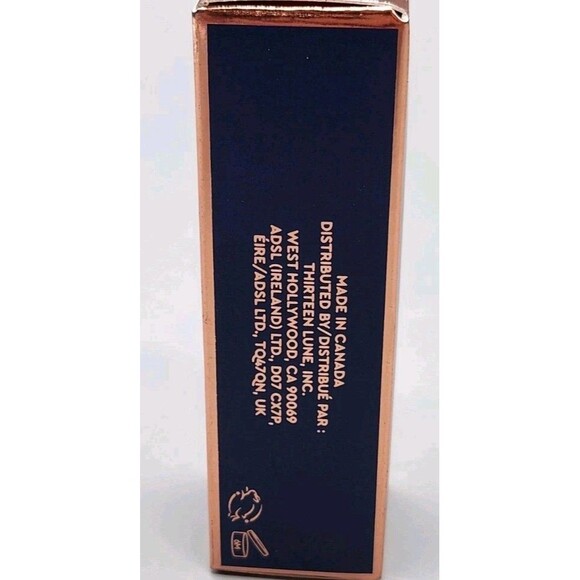 MADE IN CANADA
DISTRIBUTED BY/DISTRIBUÉ PAR :
THIRTEEN LUNE, INC.
WEST HOLLYWOOD, CA 90069
ADSL (IRELAND) LTD., D07 CX7P,
ÉIRE/ADSL LTD., TQ47QN, UK